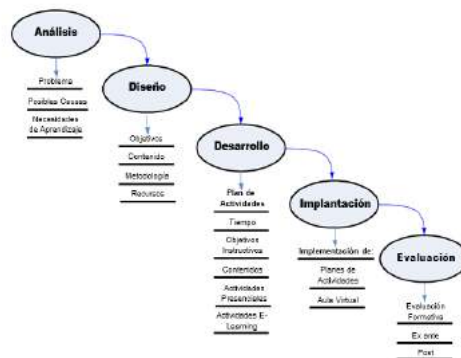 Análisis
Problema
Posibles Causas
Necesidades
de Aprendizaje
Diseño
Objetivos
Contenido
Metodología
Recursos
Desarrollo
Plan de
Actividades
Tiempo
Objetivos
Instructivos
Contenidos
Actividades
Presenciales
Actividades E-
Learning
Implantación
Implementación de:
Planes de
Actividades
Aula Virtual
Evaluación
Evaluación
Formativa
Ex ante
Post